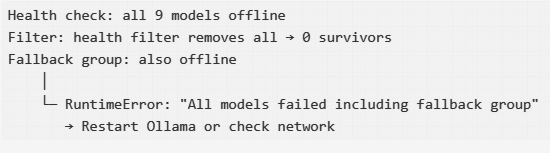 Health check: all 9 models offline
Filter: health filter removes all → 0 survivors
Fallback group: also offline
│
└─ RuntimeError: "All models failed including fallback group"
→ Restart Ollama or check network